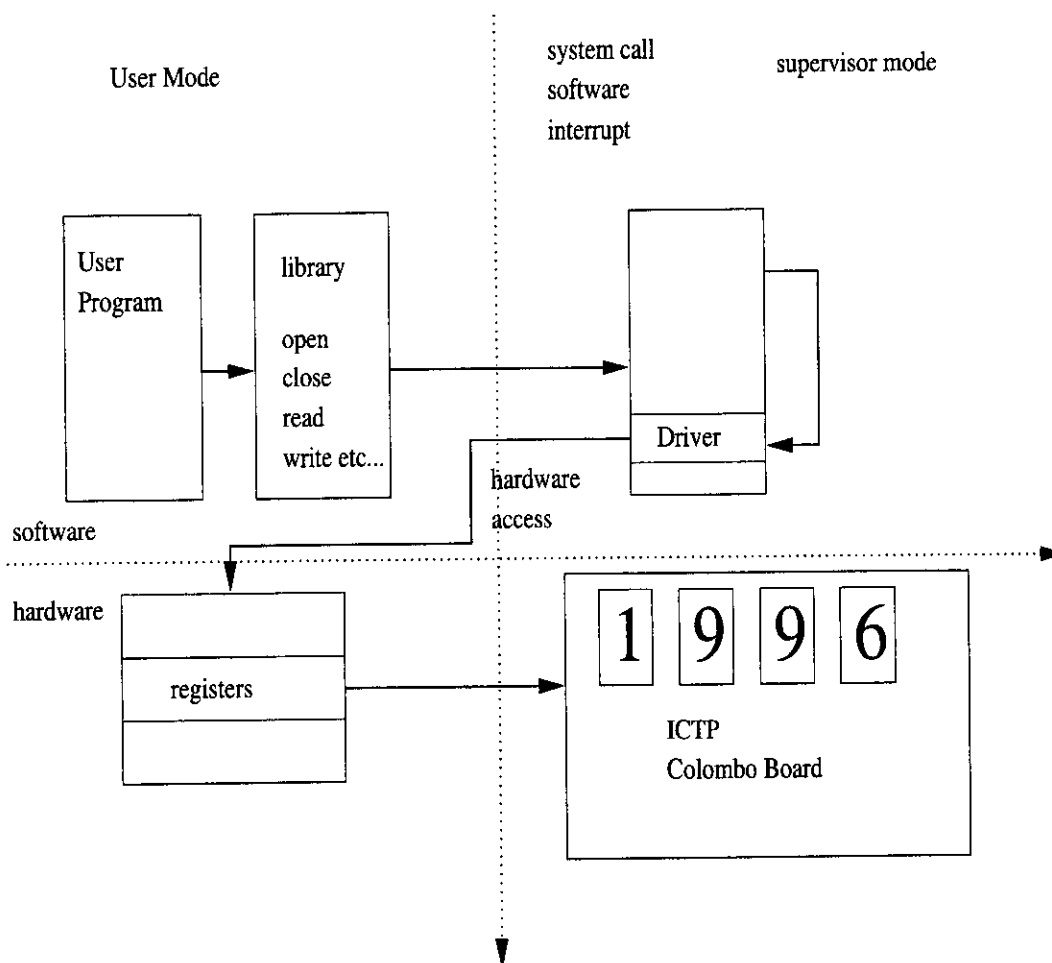 User Mode
system call
software
interrupt
supervisor mode
User
Program
library
open
close
read
write etc...
Driver
hardware
access
software
hardware
registers
1 9 9 6
ICTP
Colombo Board